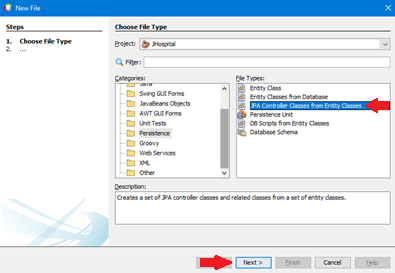 New File
Steps
1. Choose File Type
2. ...
Choose File Type
Project: JHospital
Filter:
Categories:
Java
Swing GUI Forms
JavaBeans Objects
AWT GUI Forms
Unit Tests
Persistence
Groovy
Web Services
XML
Other
File Types:
Entity Class
Entity Classes from Database
JPA Controller Classes from Entity Classes
Persistence Unit
DB Scripts from Entity Classes
Database Schema
Description:
Creates a set of JPA controller classes and related classes from a set of entity classes.
Next >
Finish
Cancel
Help